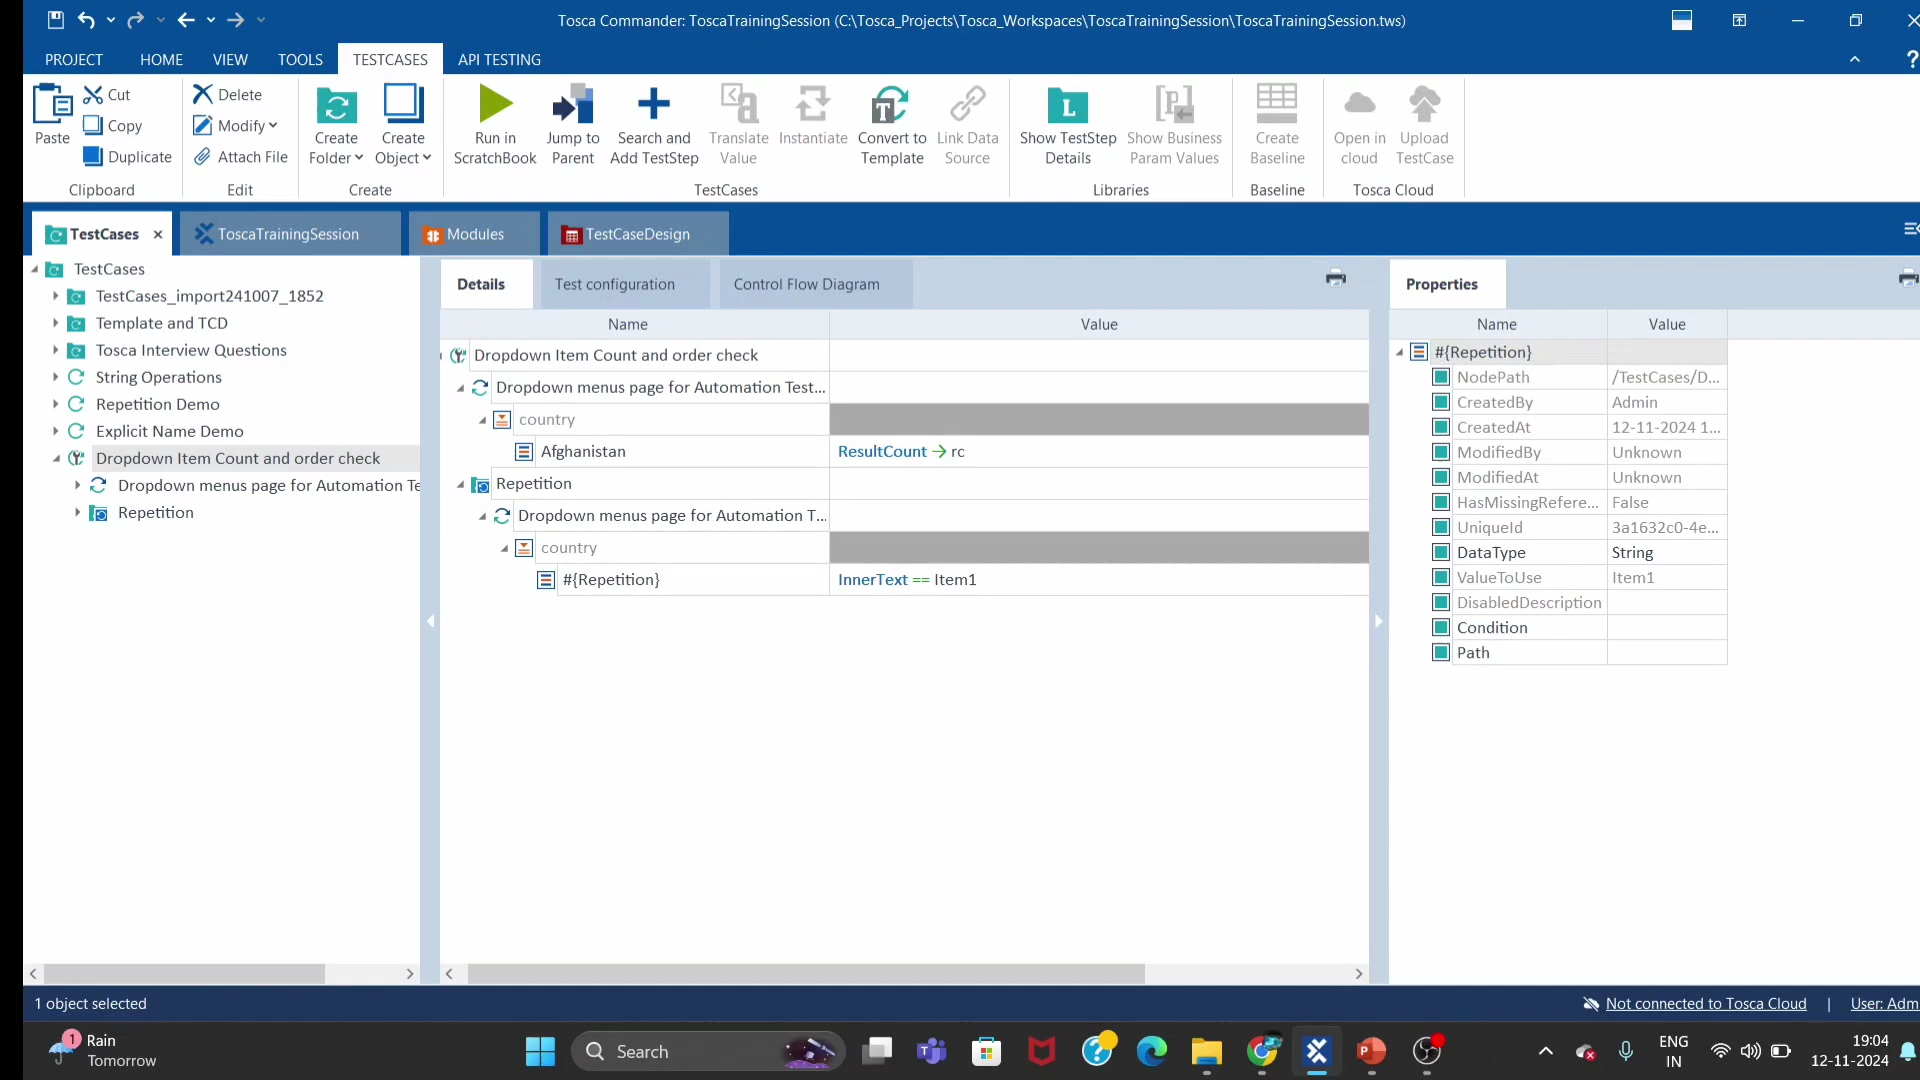 Tosca Commander: ToscaTrainingSession (C:\Tosca_Projects\Tosca_Workspaces\ToscaTrainingSession\ToscaTrainingSession.tws)
PROJECT HOME VIEW TOOLS TESTCASES API TESTING
?
Paste
Cut
Copy
Duplicate
Clipboard
Delete
Modify
Attach File
Edit
Create Folder
Create Object
Create
Run in ScratchBook
Jump to Parent
Search and Add TestStep
Translate Value
Instantiate
Convert to Template
Link Data Source
TestCases
Show TestStep Details
Show Business Param Values
Libraries
Create Baseline
Baseline
Open in cloud
Upload TestCase
Tosca Cloud
TestCases ToscaTrainingSession Modules TestCaseDesign
TestCases
TestCases_import241007_1852
Template and TCD
Tosca Interview Questions
String Operations
Repetition Demo
Explicit Name Demo
Dropdown Item Count and order check
Dropdown menus page for Automation Te
Repetition
Details Test configuration Control Flow Diagram
Name Value
Dropdown Item Count and order check
Dropdown menus page for Automation Test...
country
Afghanistan ResultCount → rc
Repetition
Dropdown menus page for Automation T...
country
#{Repetition} InnerText == Item1
Properties
Name Value
#{Repetition}
NodePath /TestCases/D...
CreatedBy Admin
CreatedAt 12-11-2024 1...
ModifiedBy Unknown
ModifiedAt Unknown
HasMissingRefere... False
UniqueId 3a1632c0-4e...
DataType String
ValueToUse Item1
DisabledDescription
Condition
Path
1 object selected
Not connected to Tosca Cloud | User: Adm
1
Rain
Tomorrow
Search
ENG
IN
19:04
12-11-2024